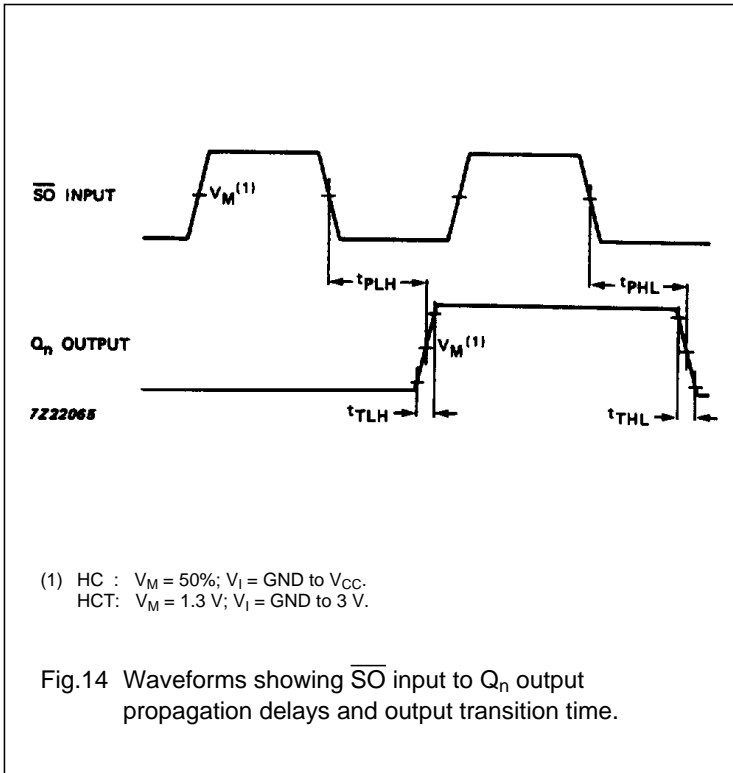 S̅O̅ INPUT
V_M(1)
t_PLH
t_PHL
Q_n OUTPUT
V_M(1)
7Z22065
t_TLH
t_THL
(1) HC : V_M = 50%; V_I = GND to V_CC.
HCT: V_M = 1.3 V; V_I = GND to 3 V.
Fig.14 Waveforms showing S̅O̅ input to Q_n output
propagation delays and output transition time.